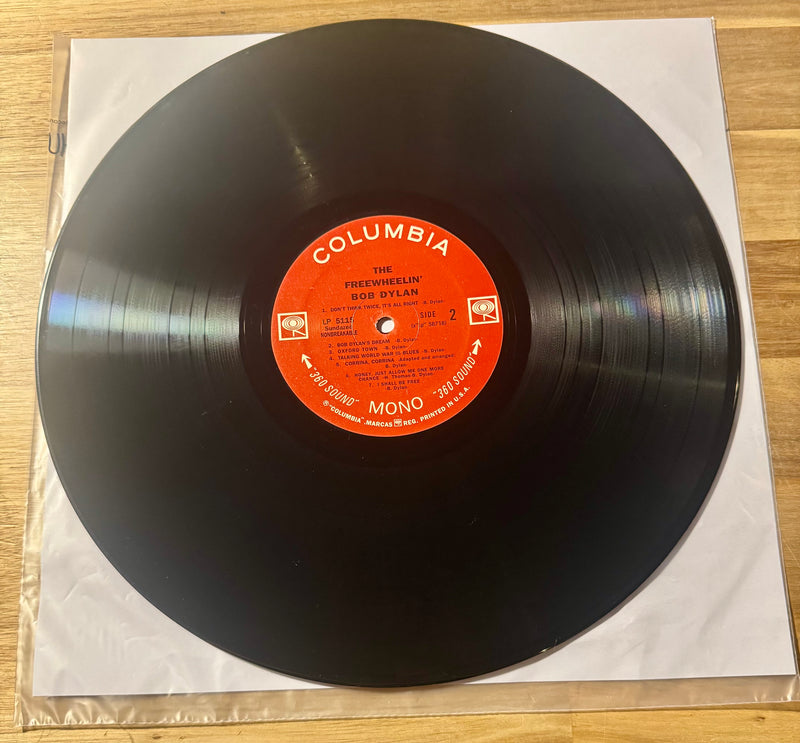 COLUMBIA
THE
FREEWHEELIN'
BOB DYLAN
1. DON'T THINK TWICE, IT'S ALL RIGHT -B. Dylan-
LP 5115
Sundazed
NONBREAKABLE
SIDE 2
2. BOB DYLAN'S DREAM -B. Dylan-
3. OXFORD TOWN -B. Dylan-
4. TALKING WORLD WAR III BLUES -B. Dylan-
5. CORRINA, CORRINA Adapted and arranged:
B. Dylan
6. HONEY, JUST ALLOW ME ONE MORE
CHANCE -H. Thomas-B. Dylan-
7. I SHALL BE FREE
-B. Dylan-
"360 SOUND" MONO "360 SOUND"
® "COLUMBIA", MARCAS REG. PRINTED IN U.S.A.